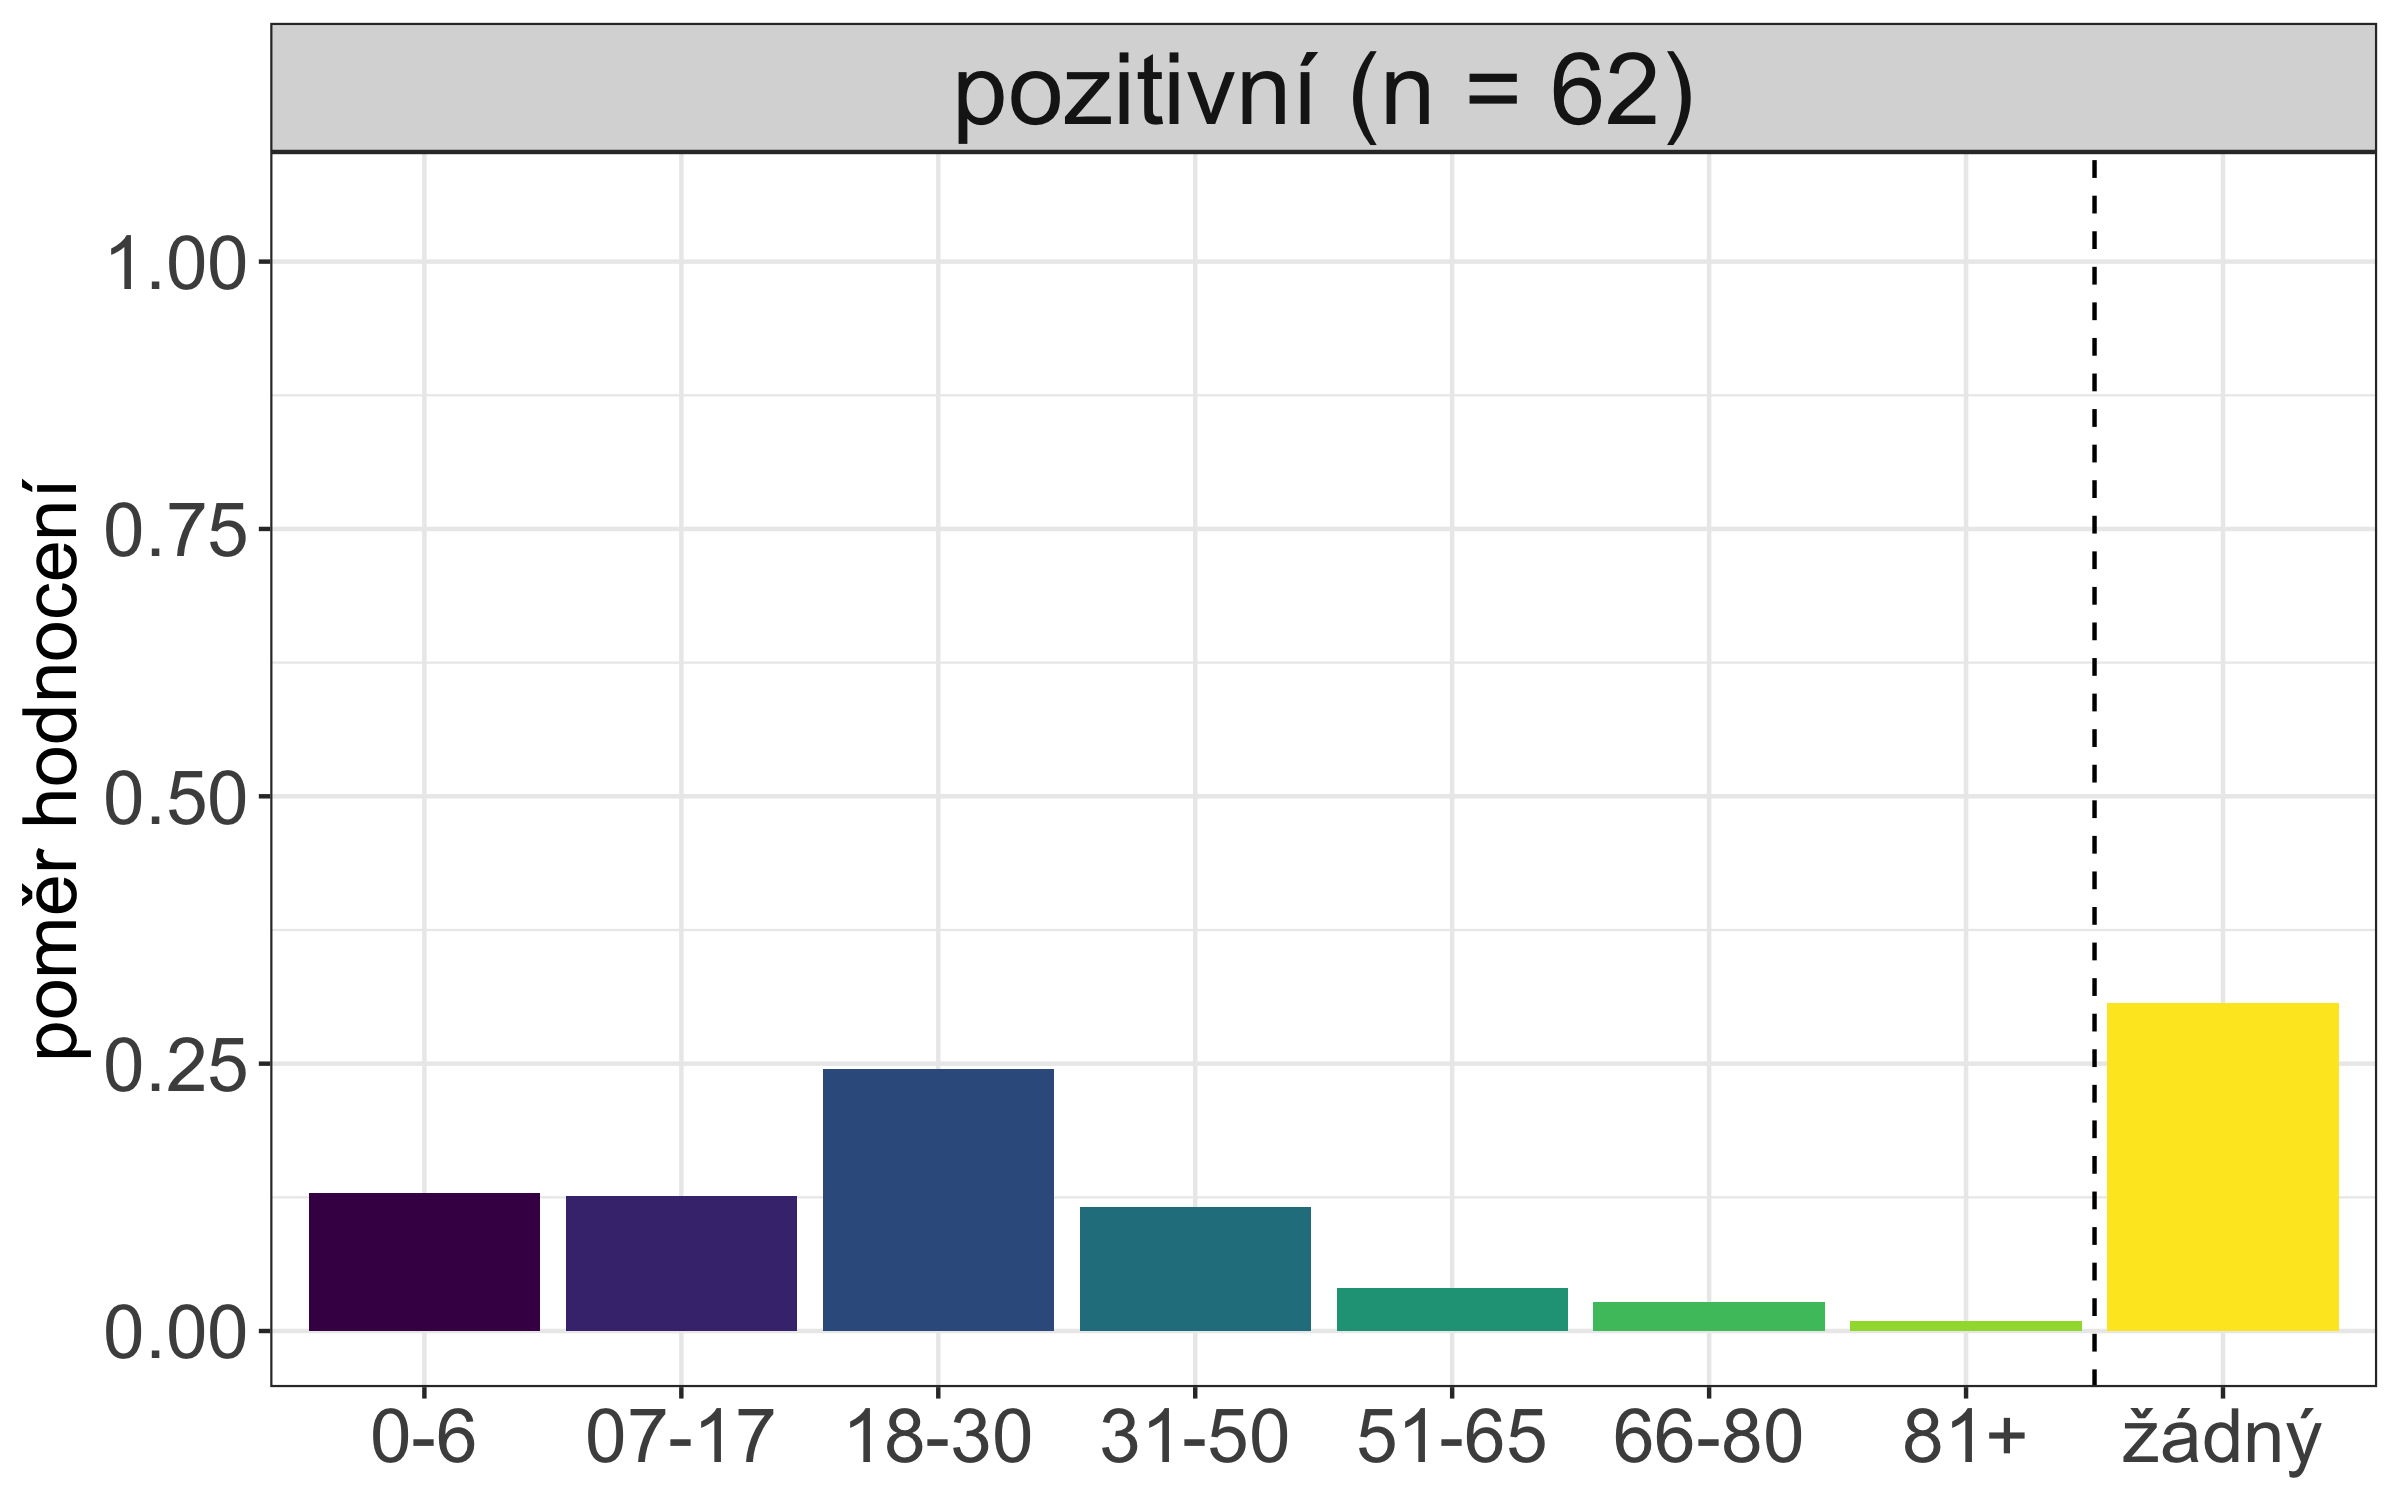 pozitivní (n = 62)
poměr hodnocení
1.00
0.75
0.50
0.25
0.00
0-6 07-17 18-30 31-50 51-65 66-80 81+ žádný